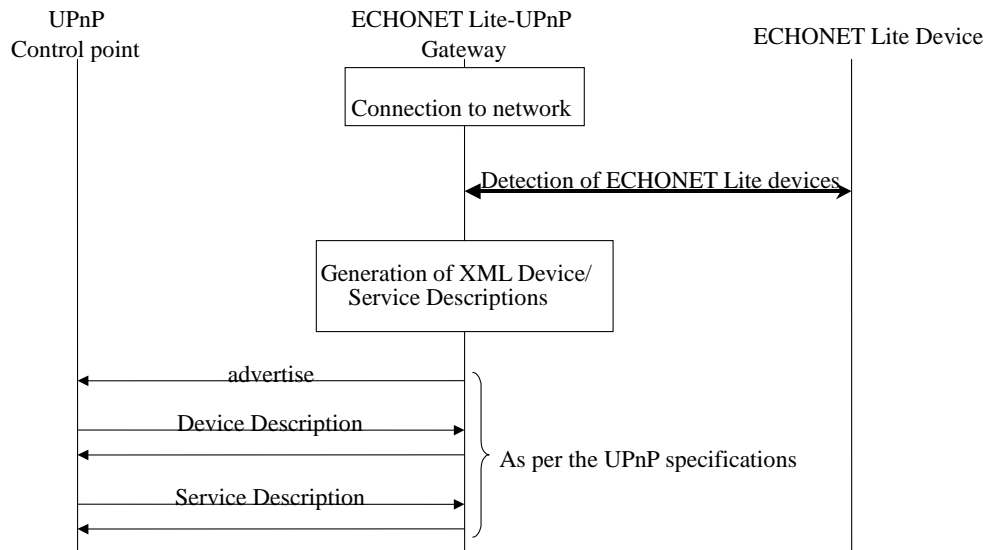 UPnP
Control point
ECHONET Lite-UPnP
Gateway
ECHONET Lite Device
Connection to network
Detection of ECHONET Lite devices
Generation of XML Device/
Service Descriptions
advertise
Device Description
As per the UPnP specifications
Service Description